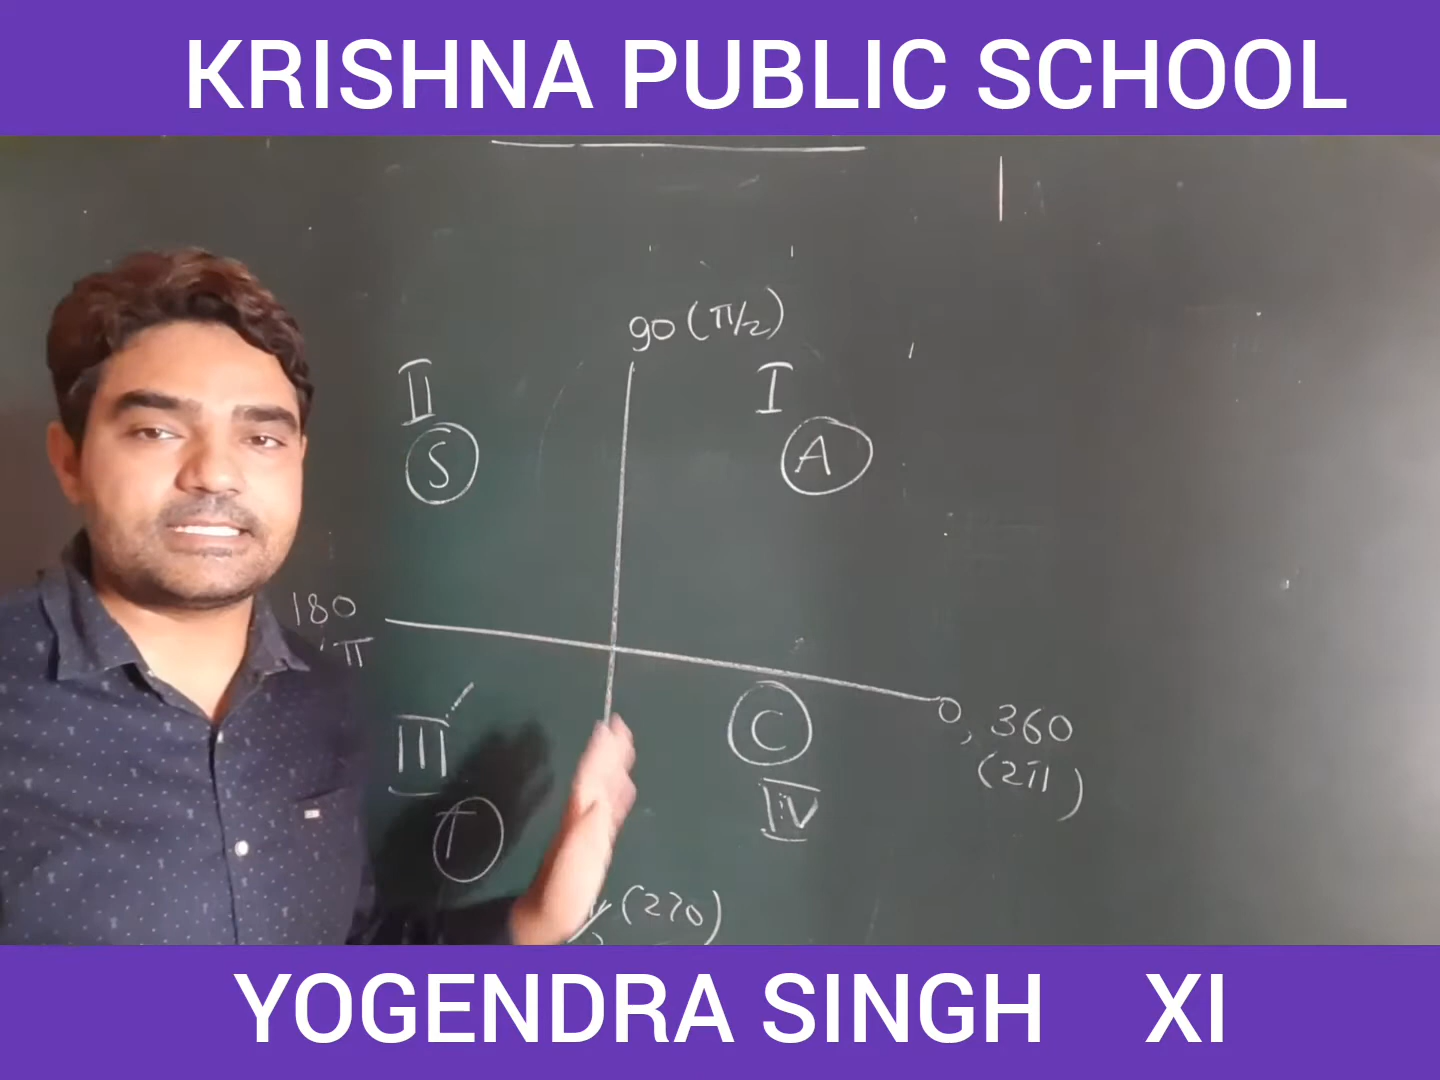 KRISHNA PUBLIC SCHOOL
90 (π/2)
II
I
S
A
180
π
0, 360
(2π)
III
C
IV
T
(270)
YOGENDRA SINGH XI